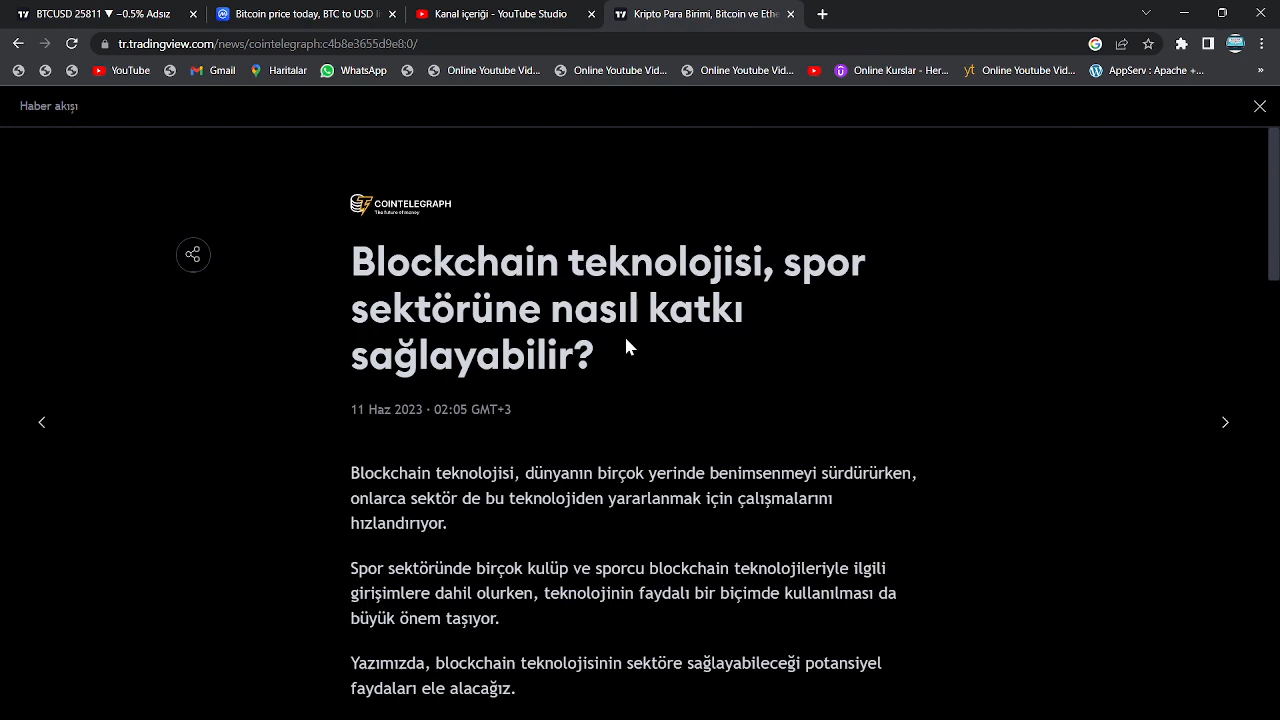 BTCUSD 25811 ▼ −0.5% Adsız
Bitcoin price today, BTC to USD li
Kanal içeriği - YouTube Studio
Kripto Para Birimi, Bitcoin ve Ethe
tr.tradingview.com/news/cointelegraph:c4b8e3655d9e8:0/
YouTube
Gmail
Haritalar
WhatsApp
Online Youtube Vid...
Online Youtube Vid...
Online Youtube Vid...
Online Kurslar - Her...
Online Youtube Vid...
AppServ : Apache +...
Haber akışı
COINTELEGRAPH
The future of money
Blockchain teknolojisi, spor
sektörüne nasıl katkı
sağlayabilir?
11 Haz 2023 · 02:05 GMT+3
Blockchain teknolojisi, dünyanın birçok yerinde benimsenmeyi sürdürürken,
onlarca sektör de bu teknolojiden yararlanmak için çalışmalarını
hızlandırıyor.
Spor sektöründe birçok kulüp ve sporcu blockchain teknolojileriyle ilgili
girişimlere dahil olurken, teknolojinin faydalı bir biçimde kullanılması da
büyük önem taşıyor.
Yazımızda, blockchain teknolojisinin sektöre sağlayabileceği potansiyel
faydaları ele alacağız.